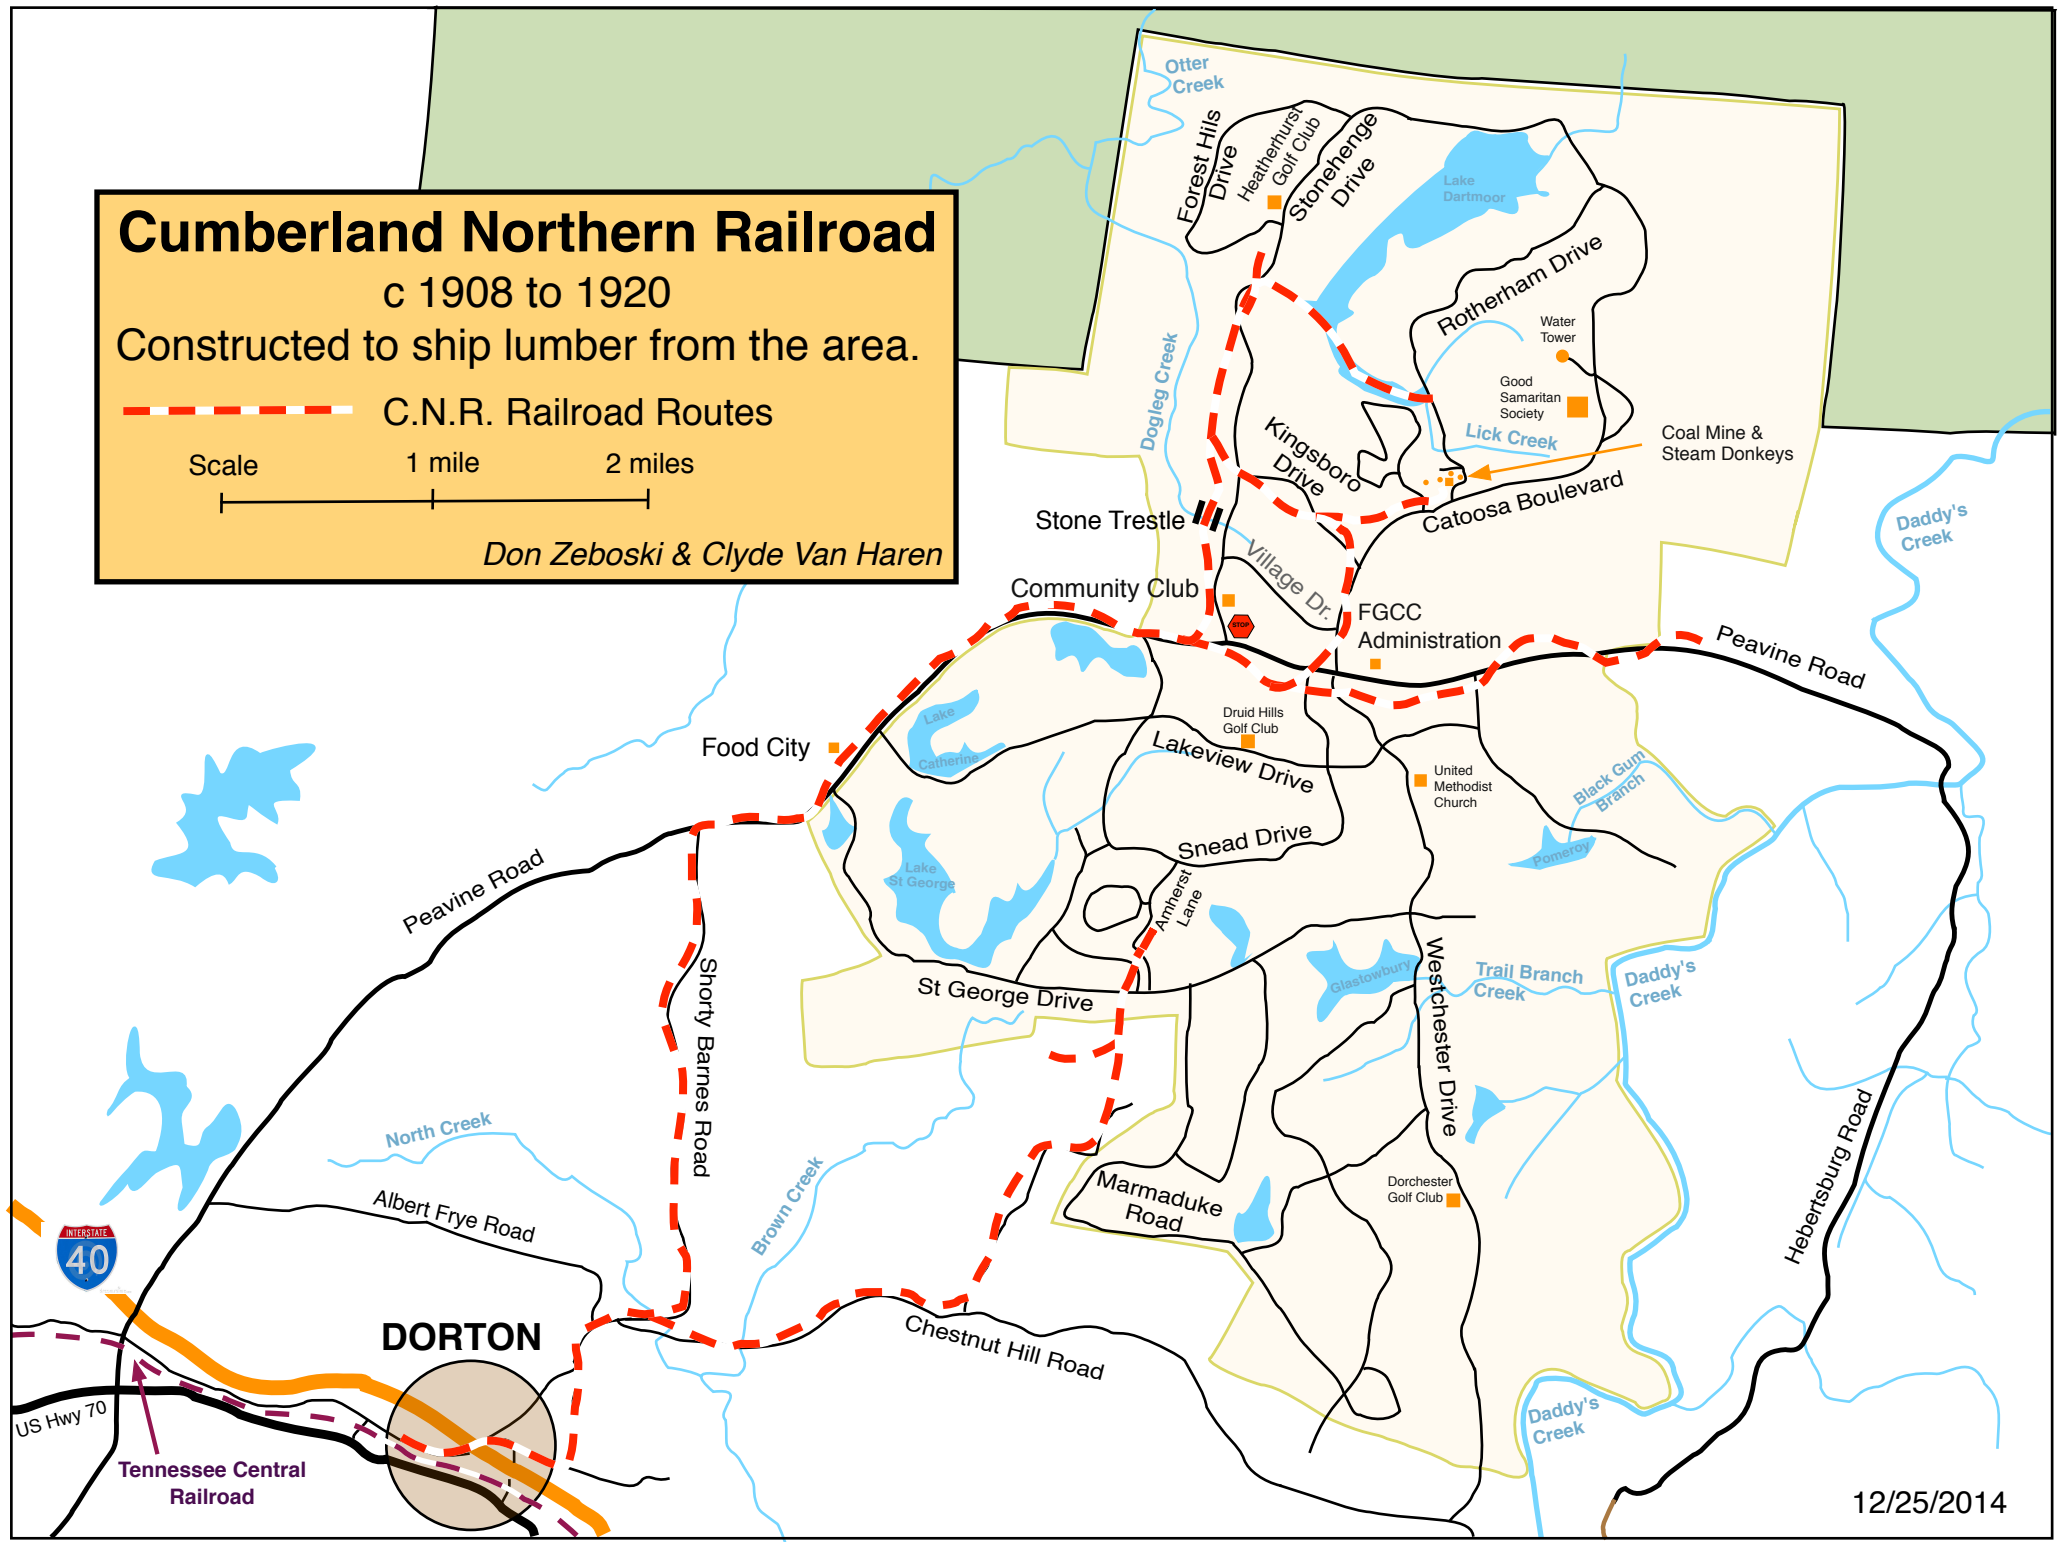 Cumberland Northern Railroad
c 1908 to 1920
Constructed to ship lumber from the area.
C.N.R. Railroad Routes
Scale
1 mile
2 miles
Don Zeboski & Clyde Van Haren
Otter
Creek
Forest Hils
Drive
Heatherhurst
Golf Club
Stonehenge
Drive
Lake
Dartmoor
Rotherham Drive
Water
Tower
Good
Samaritan
Society
Dogleg Creek
Kingsboro
Drive
Lick Creek
Coal Mine &
Steam Donkeys
Catoosa Boulevard
Daddy's
Creek
Stone Trestle
Village Dr.
Community Club
STOP
FGCC
Administration
Peavine Road
Food City
Lake
Catherine
Druid Hills
Golf Club
Lakeview Drive
United
Methodist
Church
Black Gum
Branch
Pomeroy
Snead Drive
Lake
St George
Amherst
Lane
Peavine Road
Shorty Barnes Road
St George Drive
Glastowbury
Westchester Drive
Trail Branch
Creek
Daddy's
Creek
Hebertsburg Road
North Creek
Albert Frye Road
Brown Creek
Marmaduke
Road
Dorchester
Golf Club
INTERSTATE
40
DORTON
Chestnut Hill Road
US Hwy 70
Tennessee Central
Railroad
Daddy's
Creek
12/25/2014